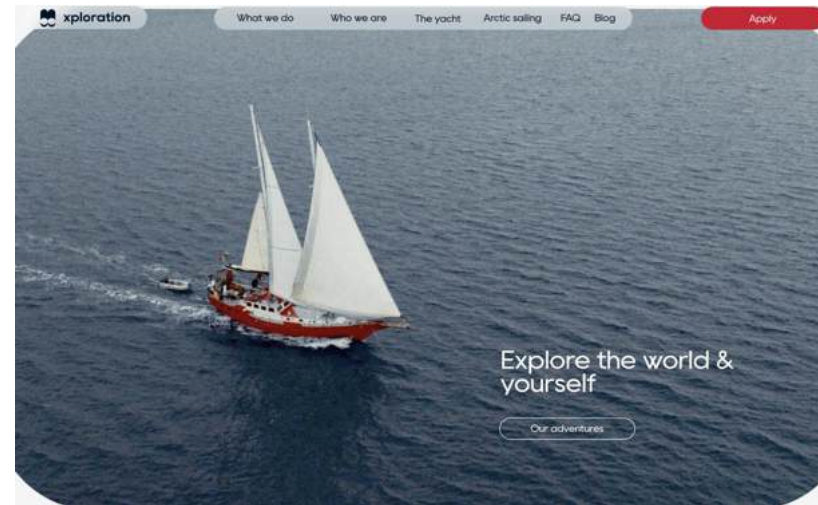 xploration
What we do Who we are The yacht Arctic sailing FAQ Blog
Apply
Explore the world &
yourself
Our adventures